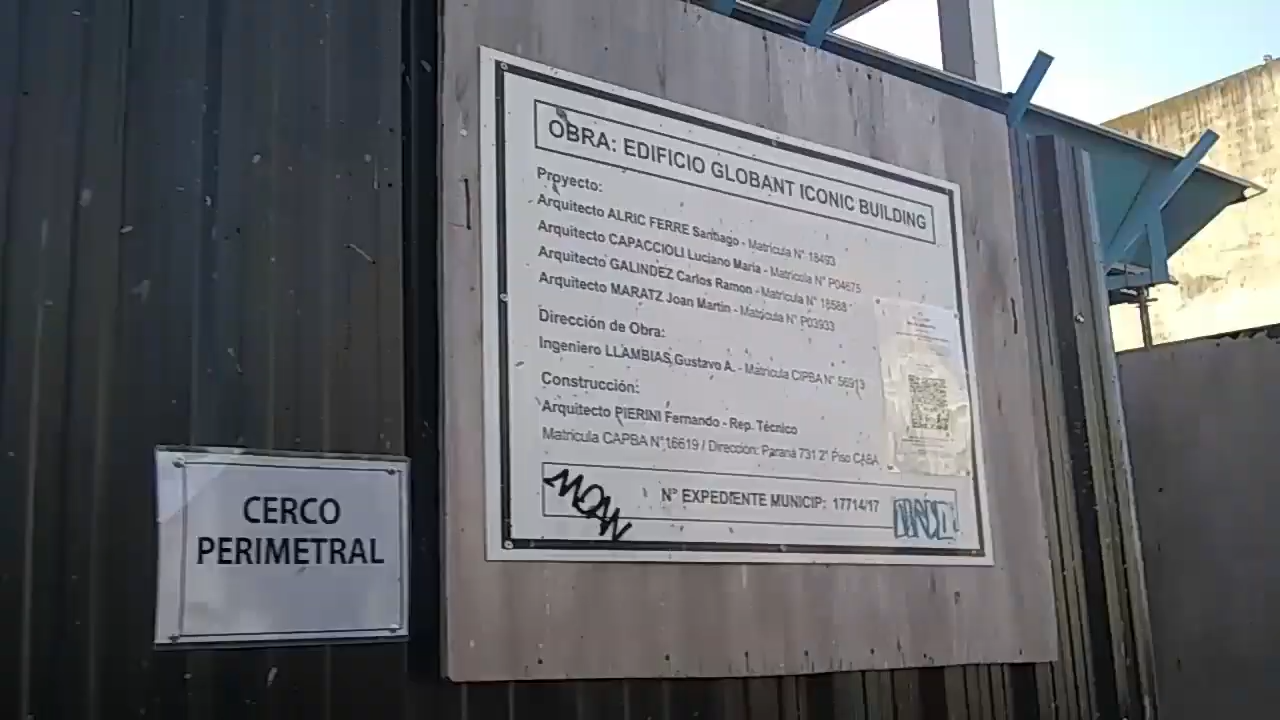 OBRA: EDIFICIO GLOBANT ICONIC BUILDING
Proyecto:
Arquitecto ALRIC FERRE Santiago - Matrícula N° 18493
Arquitecto CAPACCIOLI Luciano María - Matrícula N° P04675
Arquitecto GALINDEZ Carlos Ramon - Matrícula N° 18588
Arquitecto MARATZ Joan Martin - Matrícula N° P03933
Dirección de Obra:
Ingeniero LLAMBIAS Gustavo A. - Matrícula CIPBA N° 56913
Construcción:
Arquitecto PIERINI Fernando - Rep. Técnico
Matrícula CAPBA N°16619 / Dirección: Paraná 731 2° Piso CABA
N° EXPEDIENTE MUNICIP: 17714/17
CERCO
PERIMETRAL